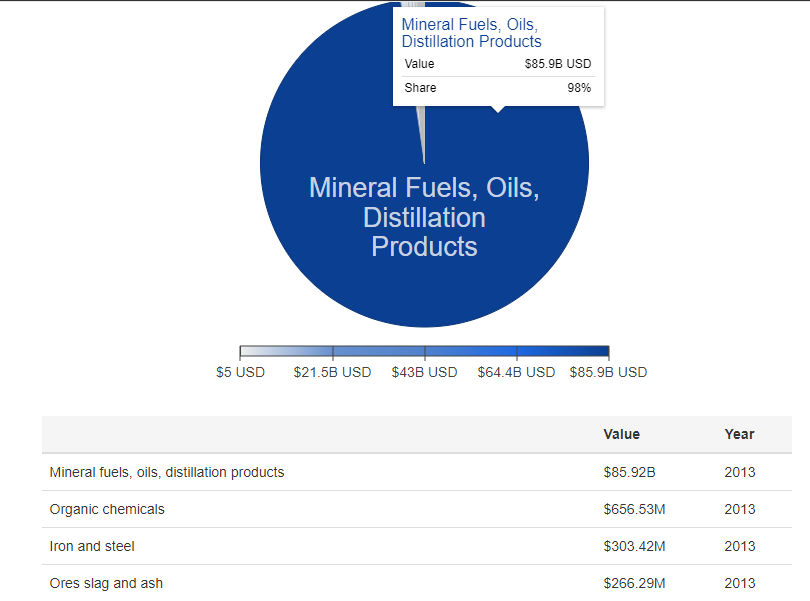 Mineral Fuels, Oils,
Distillation Products
Value $85.9B USD
Share 98%
Mineral Fuels, Oils,
Distillation
Products
$5 USD $21.5B USD $43B USD $64.4B USD $85.9B USD
Value Year
Mineral fuels, oils, distillation products $85.92B 2013
Organic chemicals $656.53M 2013
Iron and steel $303.42M 2013
Ores slag and ash $266.29M 2013